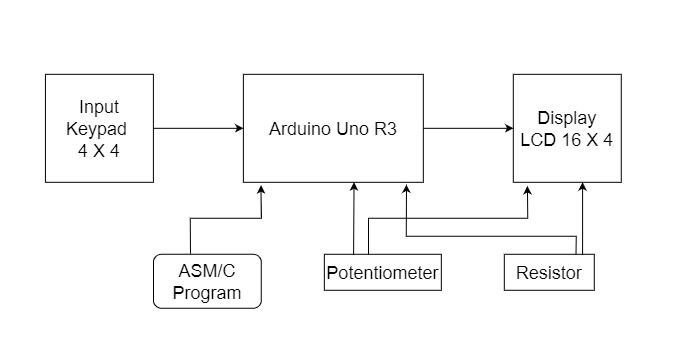 Input
Keypad
4 X 4
Arduino Uno R3
Display
LCD 16 X 4
ASM/C
Program
Potentiometer
Resistor